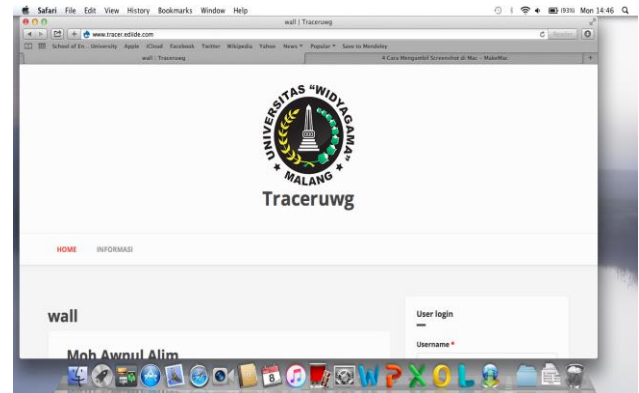 Safari File Edit View History Bookmarks Window Help (93%) Mon 14:46
wall | Traceruwg
www.tracer.edlide.com Reader
School of En...University Apple iCloud Facebook Twitter Wikipedia Yahoo News Popular Save to Mendeley
wall | Traceruwg 4 Cara Mengambil Screenshot di Mac - MakeMac
UNIVERSITAS "WIDYAGAMA"
MALANG
Traceruwg
HOME INFORMASI
wall
User login
Username *
Moh Awnul Alim